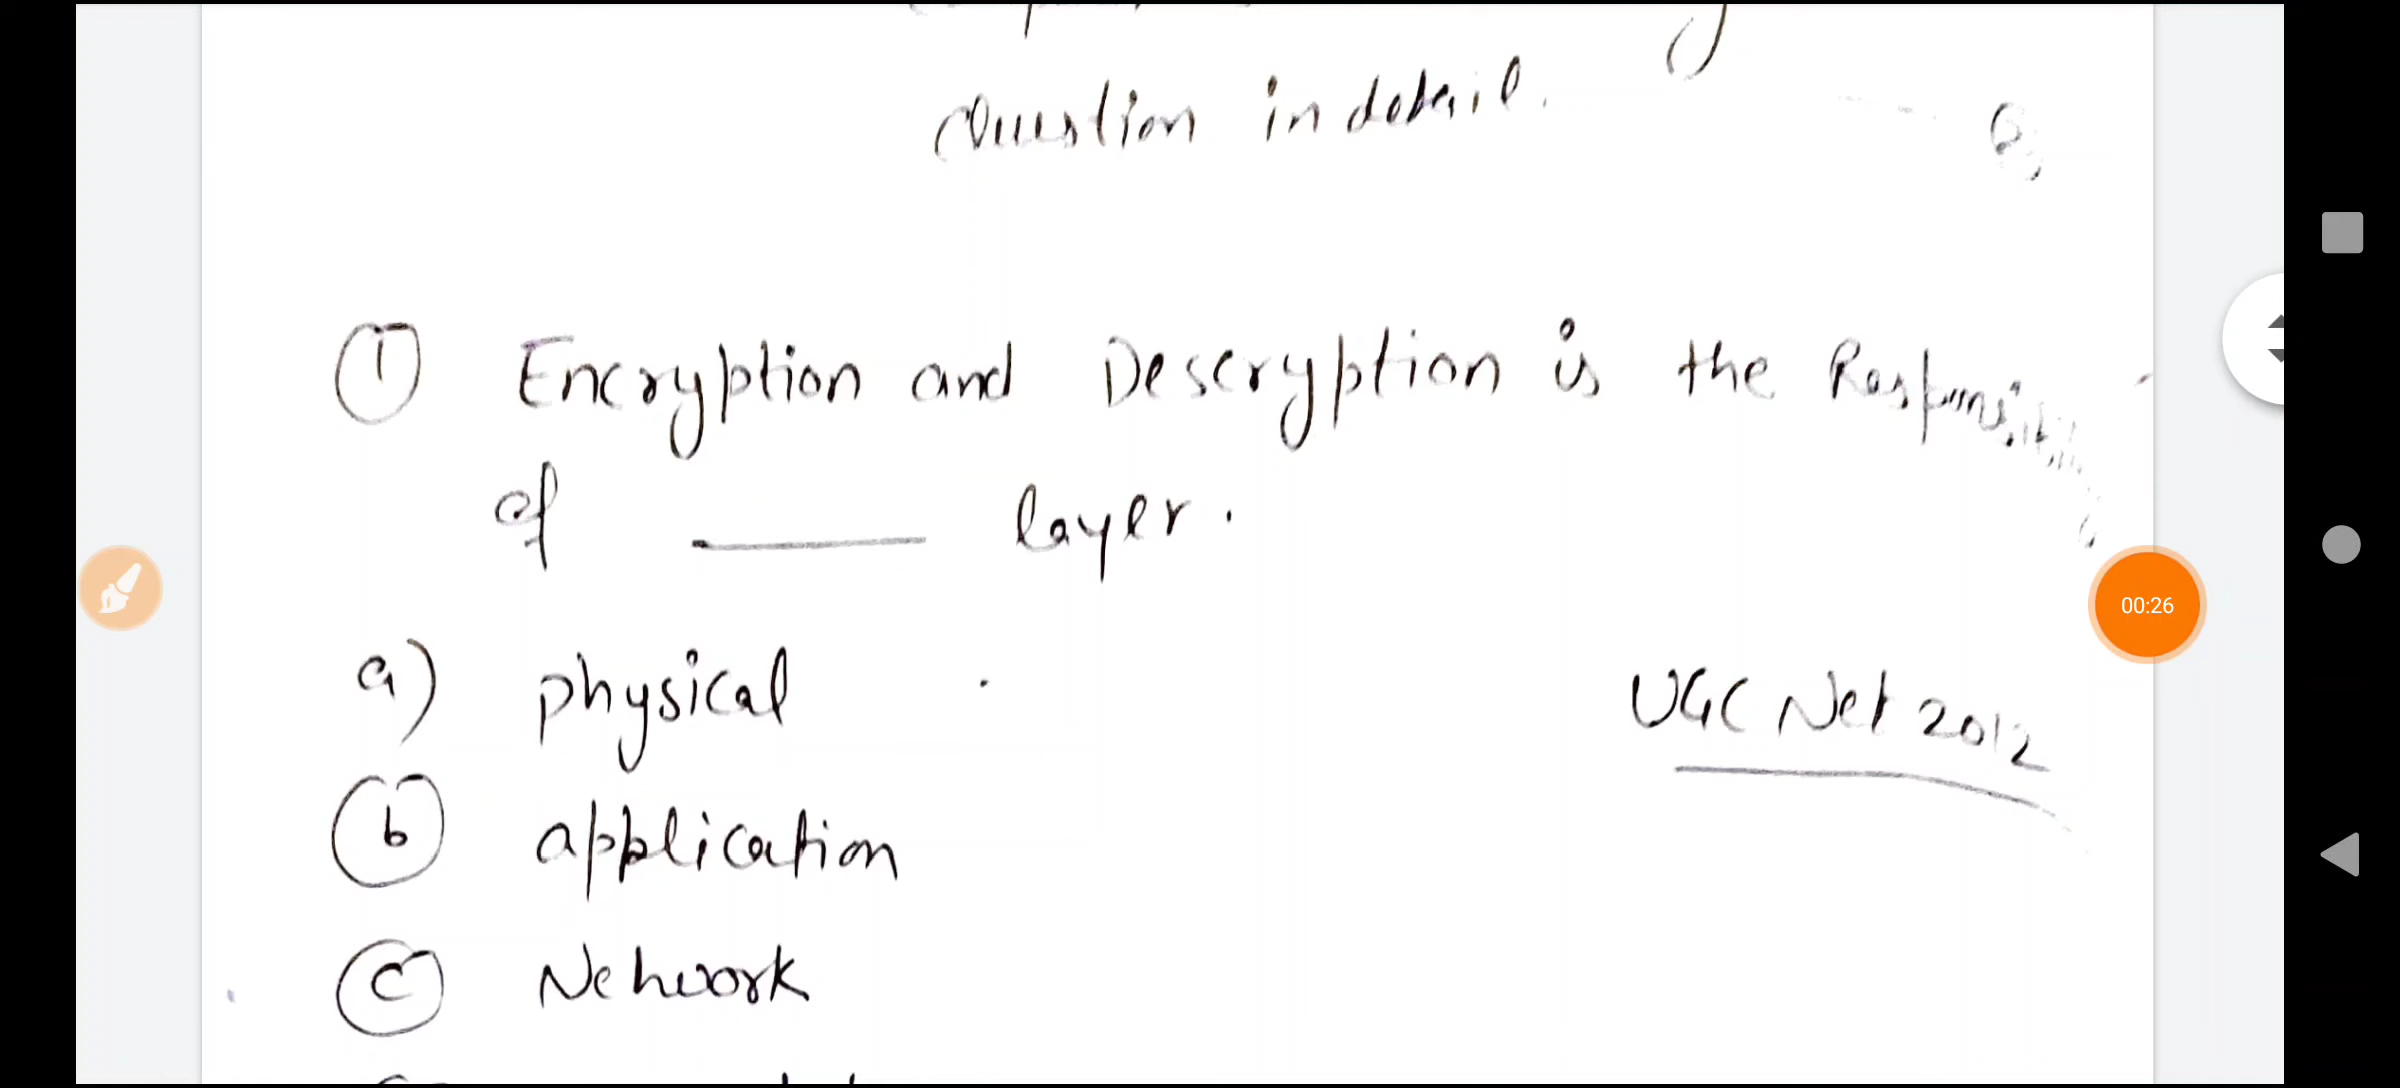 Question in detail.
① Encryption and Descryption is the
of ______ layer.
a) physical
UGC Net 2012
ⓑ application
ⓒ Network
00:26